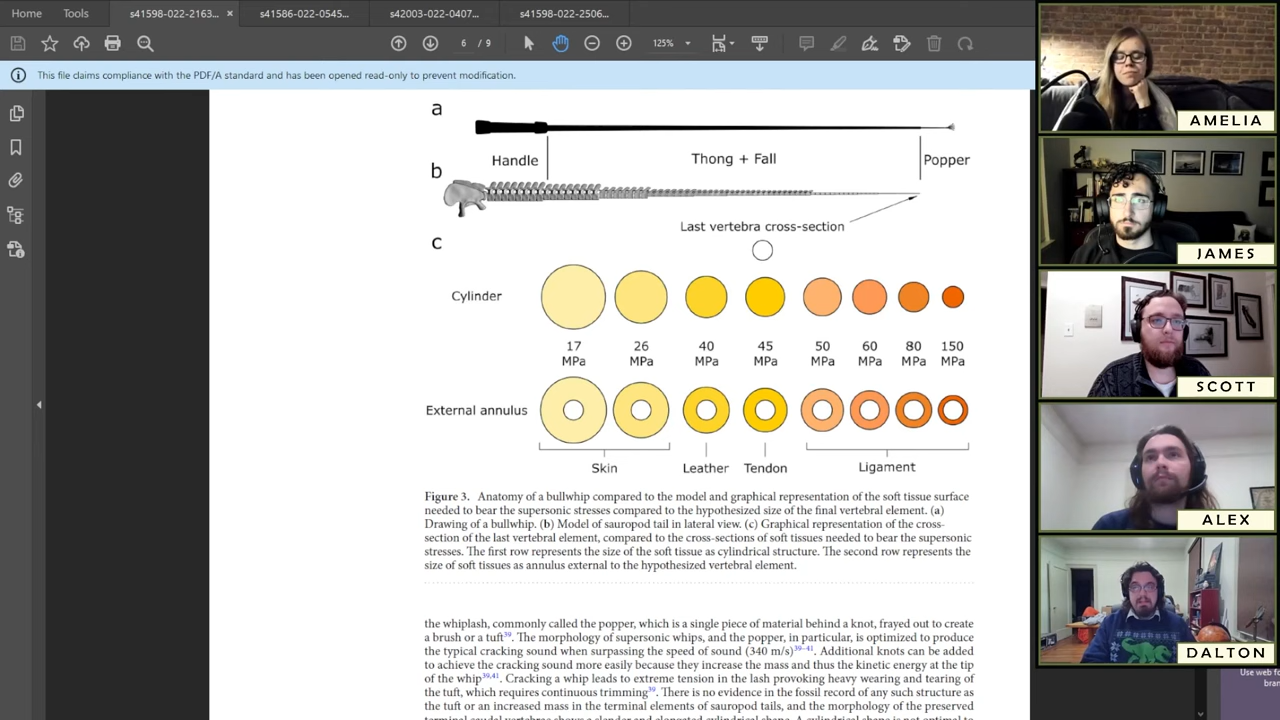 Home Tools s41598-022-2163... × s41586-022-0545... s42003-022-0407... s41598-022-2506...
6 / 9 125%
This file claims compliance with the PDF/A standard and has been opened read-only to prevent modification.
a
Handle Thong + Fall Popper
b
Last vertebra cross-section
c
Cylinder
17 26 40 45 50 60 80 150
MPa MPa MPa MPa MPa MPa MPa MPa
External annulus
Skin Leather Tendon Ligament
Figure 3. Anatomy of a bullwhip compared to the model and graphical representation of the soft tissue surface
needed to bear the supersonic stresses compared to the hypothesized size of the final vertebral element. (a)
Drawing of a bullwhip. (b) Model of sauropod tail in lateral view. (c) Graphical representation of the cross-
section of the last vertebral element, compared to the cross-sections of soft tissues needed to bear the supersonic
stresses. The first row represents the size of the soft tissue as cylindrical structure. The second row represents the
size of soft tissues as annulus external to the hypothesized vertebral element.
the whiplash, commonly called the popper, which is a single piece of material behind a knot, frayed out to create
a brush or a tuft39. The morphology of supersonic whips, and the popper, in particular, is optimized to produce
the typical cracking sound when surpassing the speed of sound (340 m/s)39–41. Additional knots can be added
to achieve the cracking sound more easily because they increase the mass and thus the kinetic energy at the tip
of the whip39,41. Cracking a whip leads to extreme tension in the lash provoking heavy wearing and tearing of
the tuft, which requires continuous trimming39. There is no evidence in the fossil record of any such structure as
the tuft or an increased mass in the terminal elements of sauropod tails, and the morphology of the preserved
AMELIA
JAMES
SCOTT
ALEX
DALTON
Use web fo
bran